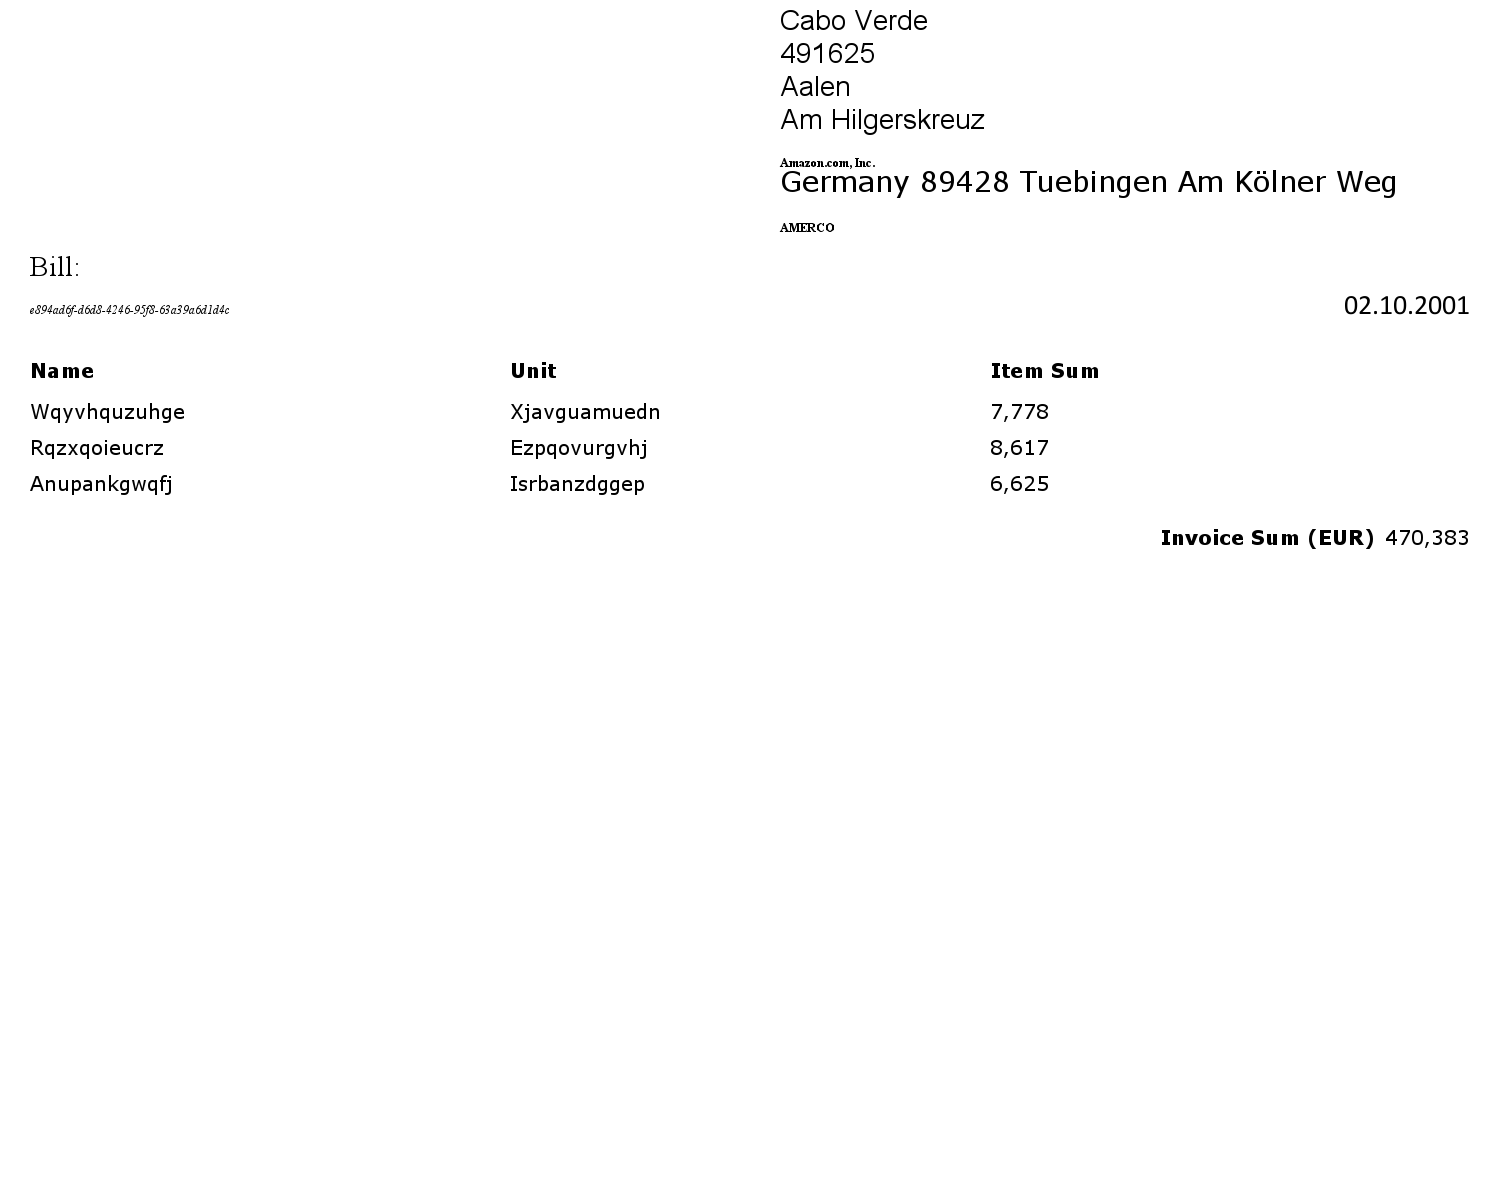 Cabo Verde
491625
Aalen
Am Hilgerskreuz
Amazon.com, Inc.
Germany 89428 Tuebingen Am Kölner Weg
AMERCO
Bill:
e894ad6f-d6d8-4246-95f8-63a39a6d1d4c
02.10.2001
Name Unit Item Sum
Wqyvhquzuhge Xjavguamuedn 7,778
Rqzxqoieucrz Ezpqovurgvhj 8,617
Anupankgwqfj Isrbanzdggep 6,625
Invoice Sum (EUR) 470,383